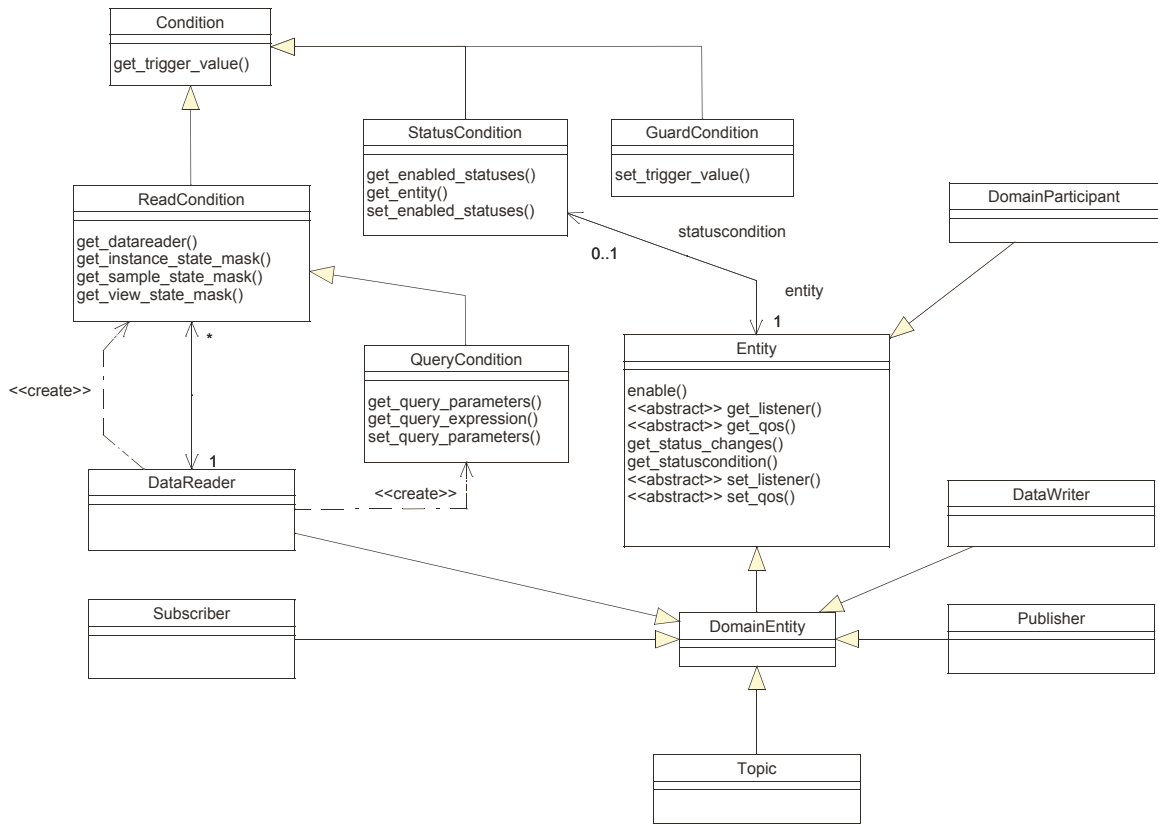 Condition
get_trigger_value()
StatusCondition
get_enabled_statuses()
get_entity()
set_enabled_statuses()
GuardCondition
set_trigger_value()
ReadCondition
get_datareader()
get_instance_state_mask()
get_sample_state_mask()
get_view_state_mask()
DomainParticipant
statuscondition
0..1
entity
1
*
<<create>>
QueryCondition
get_query_parameters()
get_query_expression()
set_query_parameters()
Entity
enable()
<<abstract>> get_listener()
<<abstract>> get_qos()
get_status_changes()
get_statuscondition()
<<abstract>> set_listener()
<<abstract>> set_qos()
1
DataReader
<<create>>
DataWriter
Subscriber
DomainEntity
Publisher
Topic